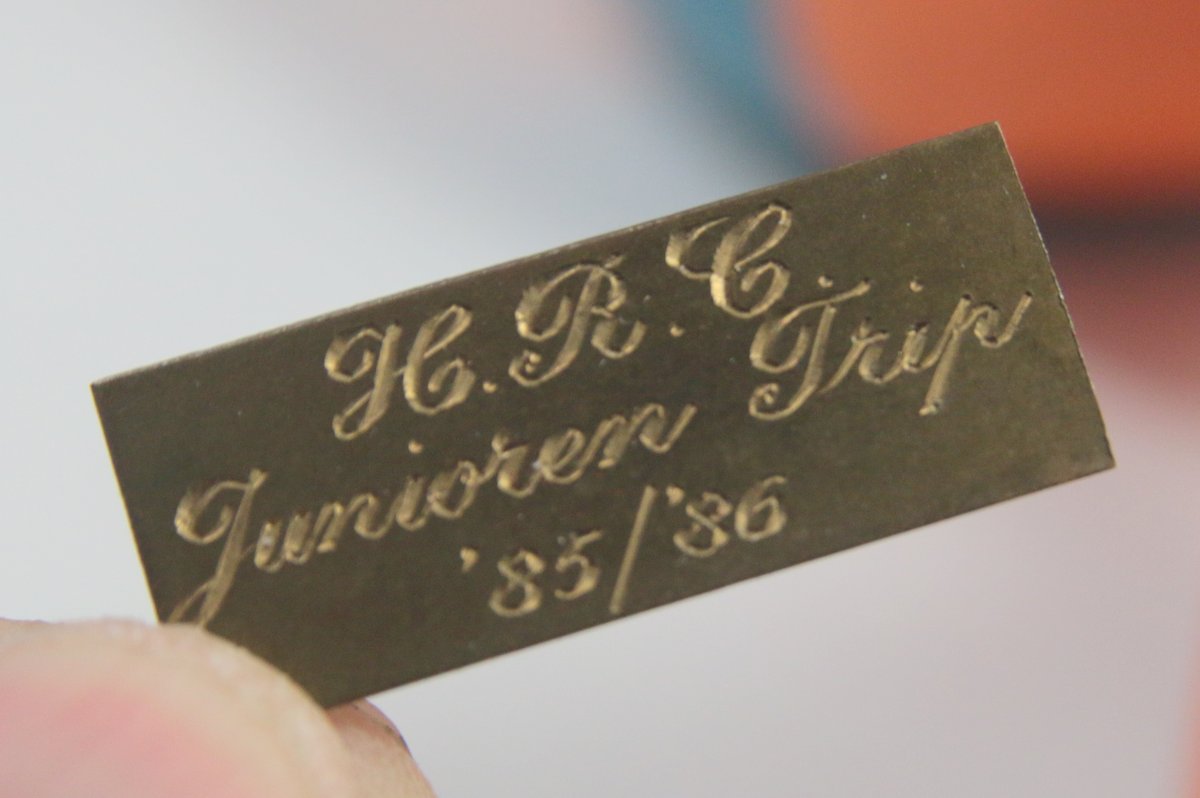 H. R. C
Junioren Trip
'85/'86